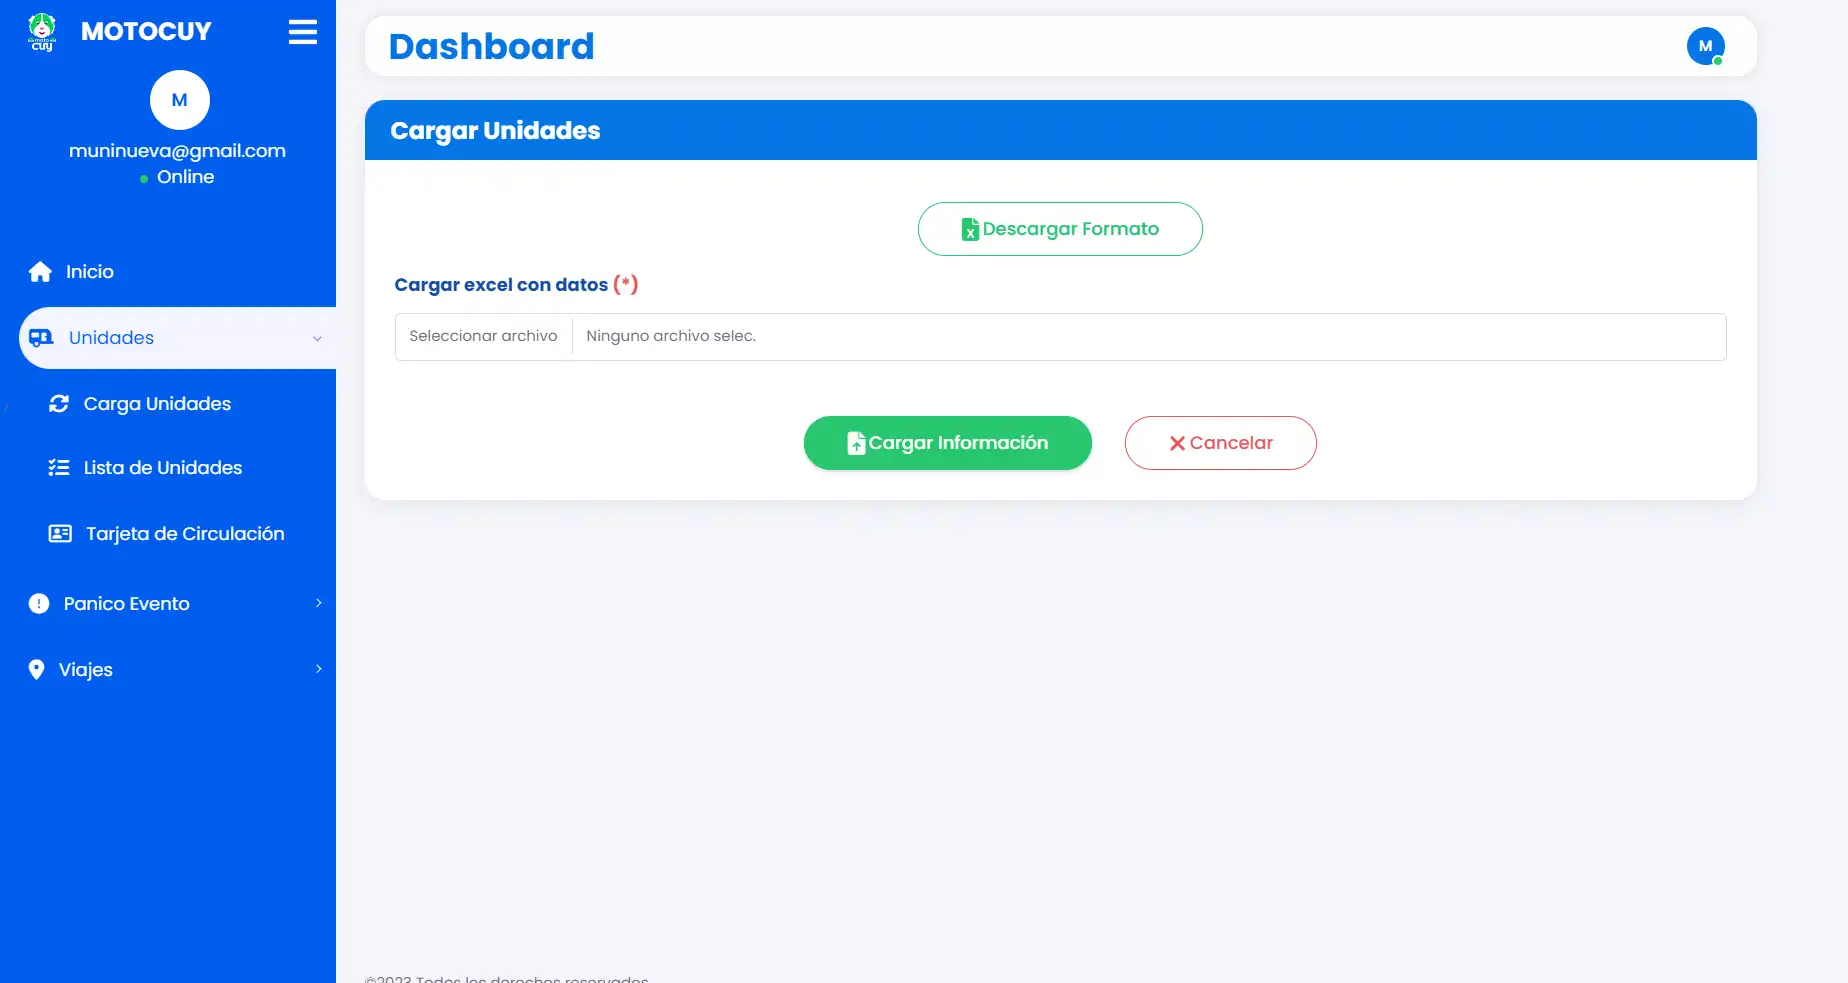 MOTOCUY
moto
cuy
M
muninueva@gmail.com
Online
Inicio
Unidades
Carga Unidades
Lista de Unidades
Tarjeta de Circulación
Panico Evento
Viajes
Dashboard
M
Cargar Unidades
Descargar Formato
Cargar excel con datos (*)
Seleccionar archivo Ninguno archivo selec.
Cargar Información
Cancelar
©2023 Todos los derechos reservados